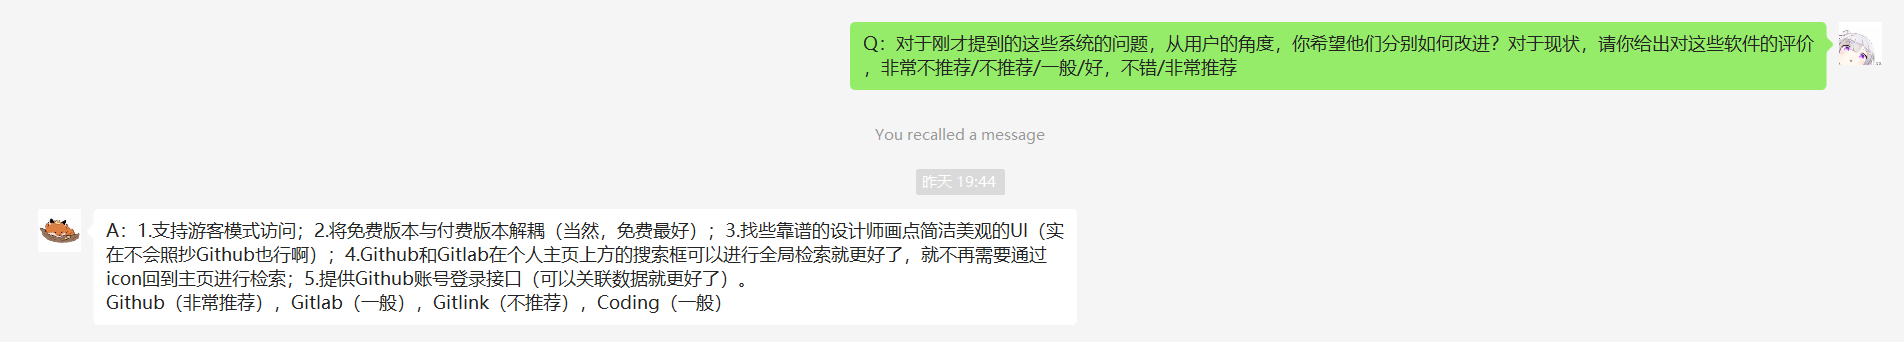 Q：对于刚才提到的这些系统的问题，从用户的角度，你希望他们分别如何改进？对于现状，请你给出对这些软件的评价
，非常不推荐/不推荐/一般/好，不错/非常推荐
You recalled a message
昨天 19:44
A：1.支持游客模式访问；2.将免费版本与付费版本解耦（当然，免费最好）；3.找些靠谱的设计师画点简洁美观的UI（实
在不会照抄Github也行啊）；4.Github和Gitlab在个人主页上方的搜索框可以进行全局检索就更好了，就不再需要通过
icon回到主页进行检索；5.提供Github账号登录接口（可以关联数据就更好了）。
Github（非常推荐），Gitlab（一般），Gitlink（不推荐），Coding（一般）